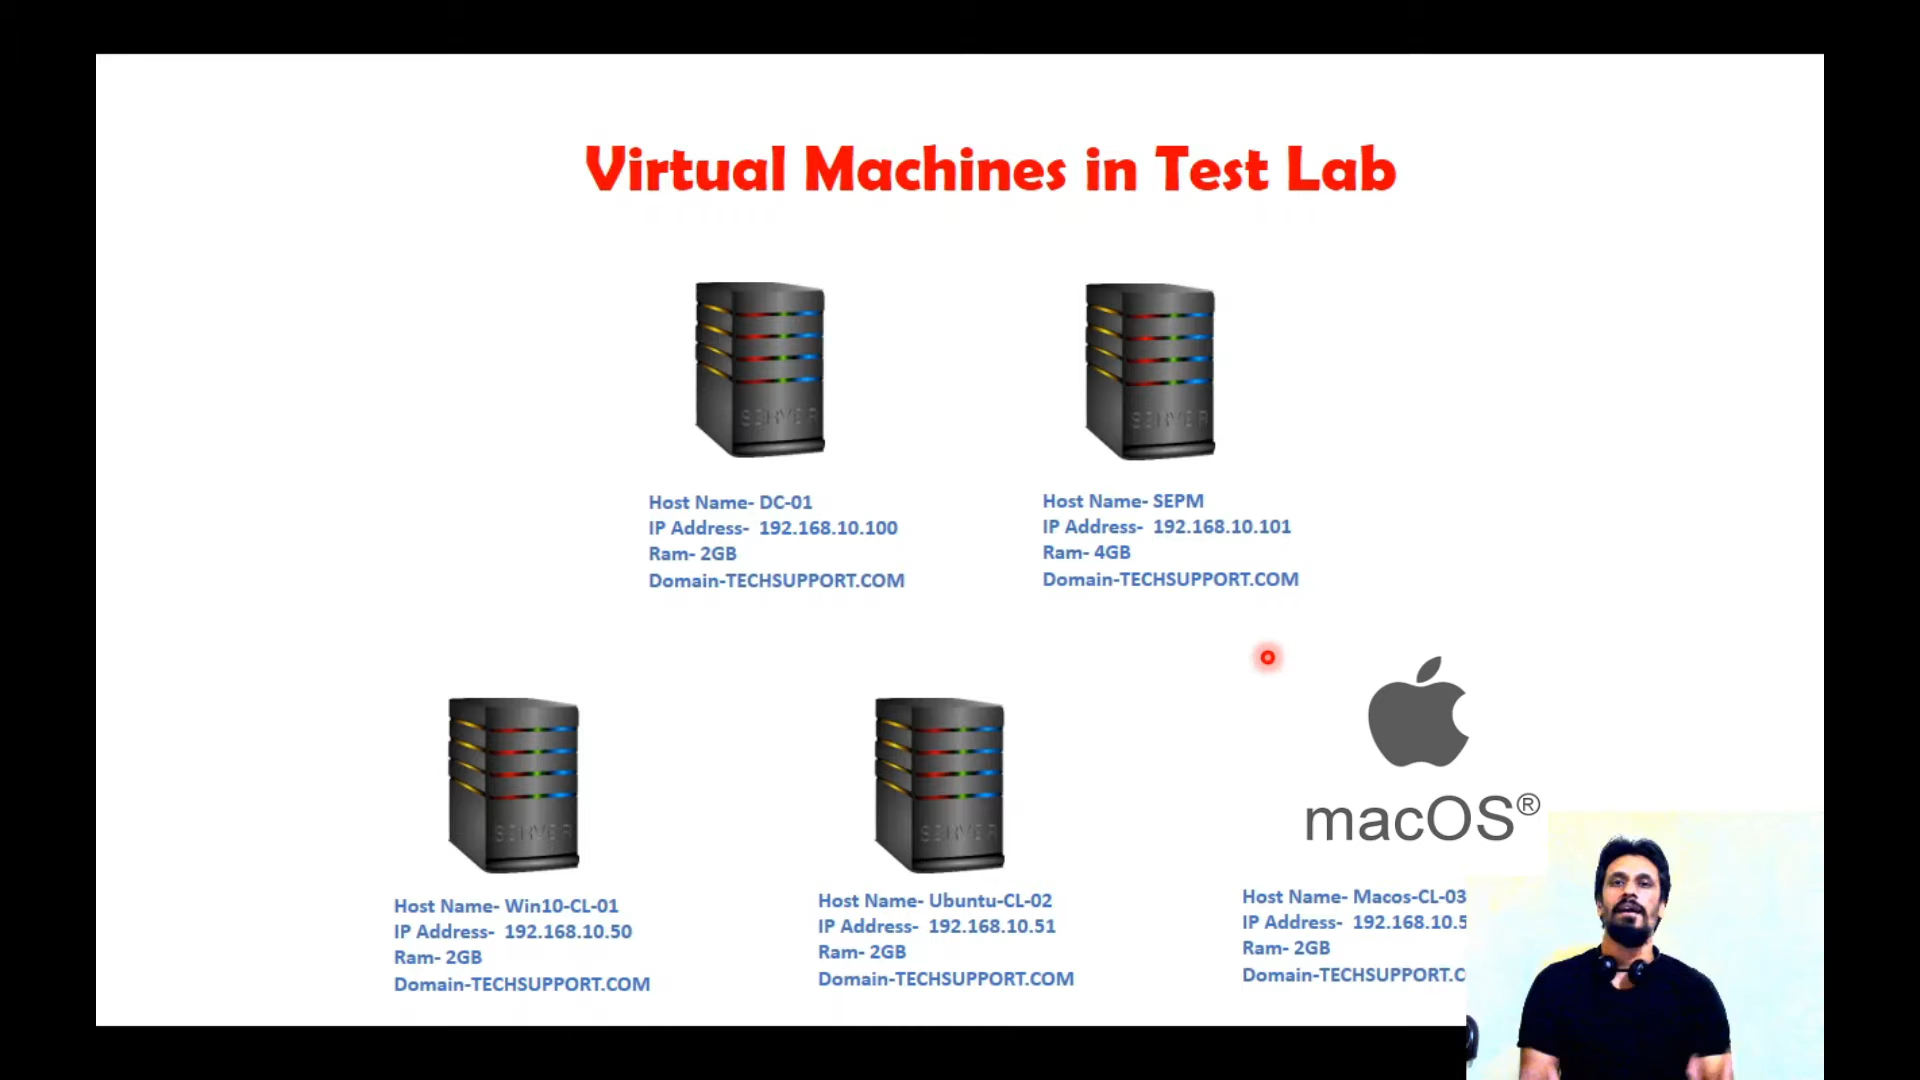 Virtual Machines in Test Lab
SERVER
SERVER
Host Name- DC-01
IP Address- 192.168.10.100
Ram- 2GB
Domain-TECHSUPPORT.COM
Host Name- SEPM
IP Address- 192.168.10.101
Ram- 4GB
Domain-TECHSUPPORT.COM
SERVER
SERVER
macOS®
Host Name- Win10-CL-01
IP Address- 192.168.10.50
Ram- 2GB
Domain-TECHSUPPORT.COM
Host Name- Ubuntu-CL-02
IP Address- 192.168.10.51
Ram- 2GB
Domain-TECHSUPPORT.COM
Host Name- Macos-CL-03
IP Address- 192.168.10.5
Ram- 2GB
Domain-TECHSUPPORT.C